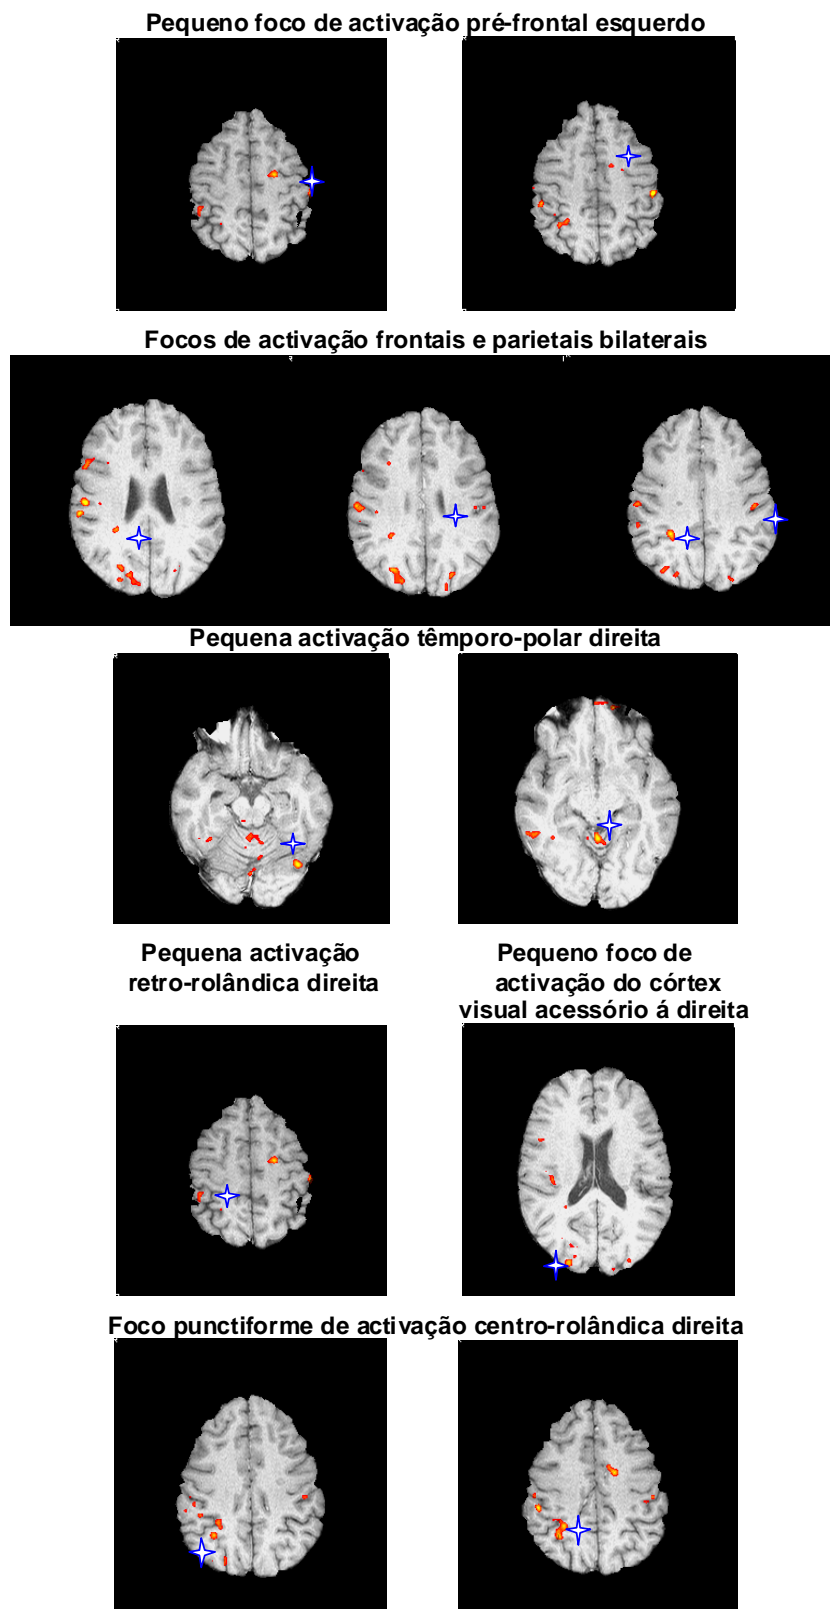 Pequeno foco de activação pré-frontal esquerdo
Focos de activação frontais e parietais bilaterais
Pequena activação têmporo-polar direita
Pequena activação
retro-rolândica direita
Pequeno foco de
activação do córtex
visual acessório á direita
Foco punctiforme de activação centro-rolândica direita